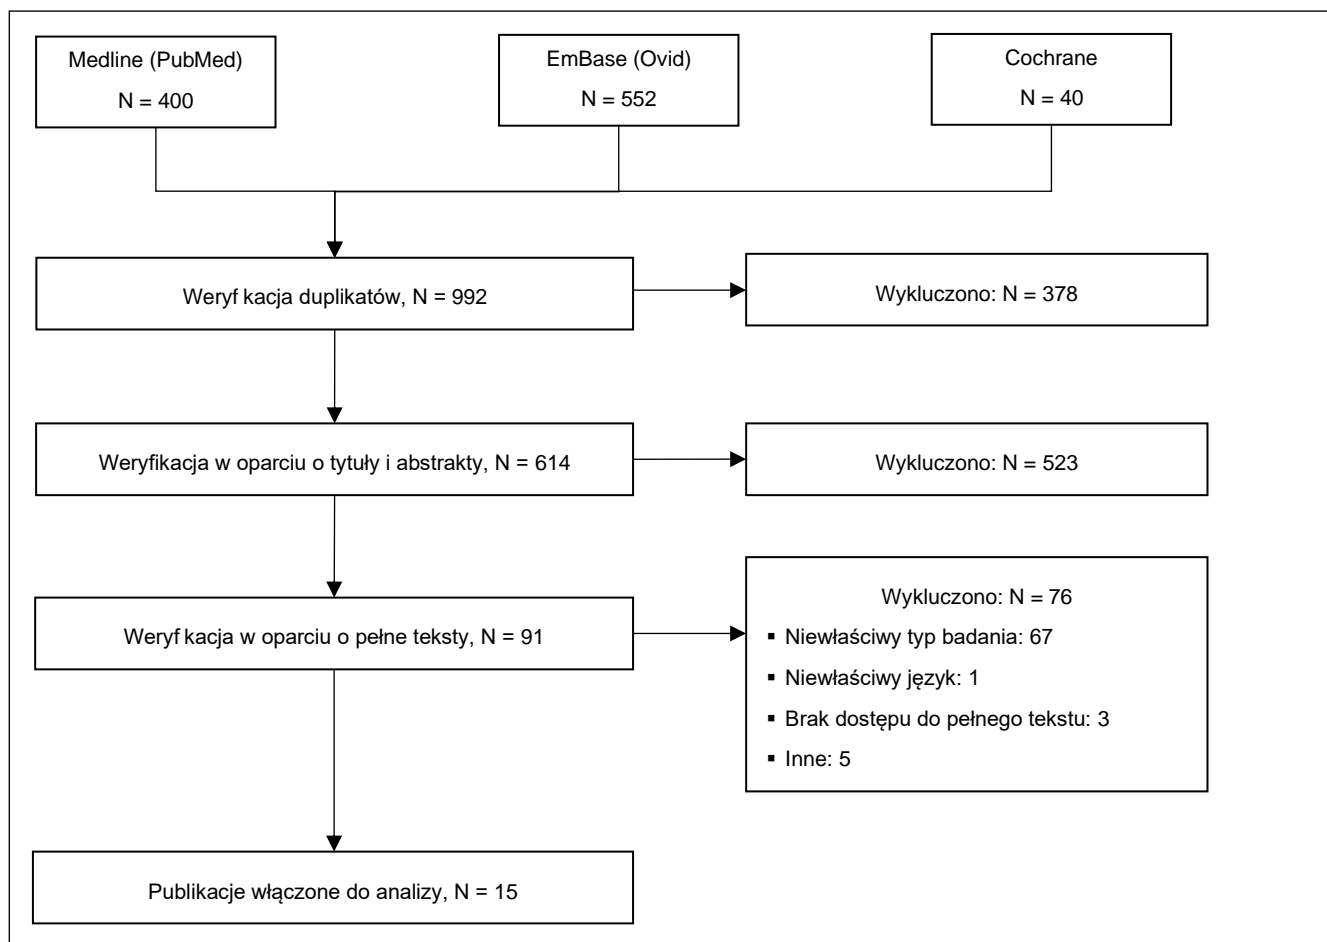 Medline (PubMed)
N = 400
EmBase (Ovid)
N = 552
Cochrane
N = 40
Weryf kacja duplikatów, N = 992
Wykluczono: N = 378
Weryfikacja w oparciu o tytuły i abstrakty, N = 614
Wykluczono: N = 523
Weryf kacja w oparciu o pełne teksty, N = 91
Wykluczono: N = 76
▪ Niewłaściwy typ badania: 67
▪ Niewłaściwy język: 1
▪ Brak dostępu do pełnego tekstu: 3
▪ Inne: 5
Publikacje włączone do analizy, N = 15